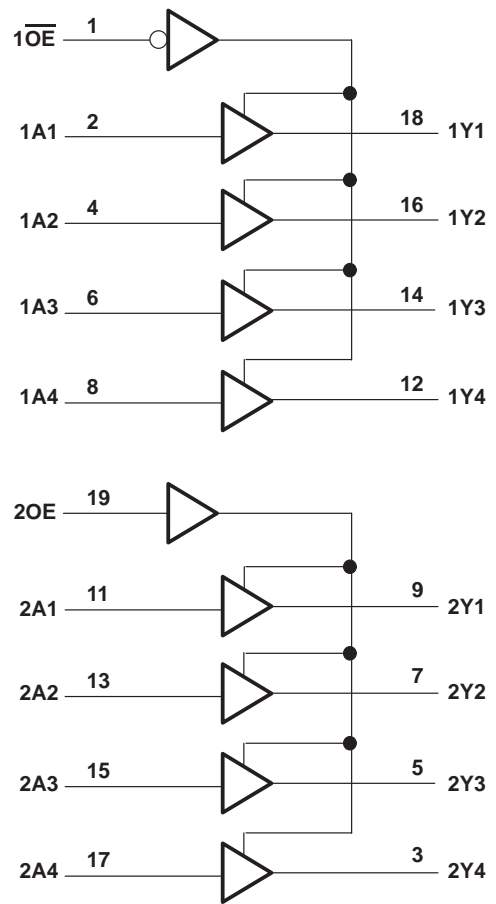 1O̅E̅ 1
1A1 2 18 1Y1
1A2 4 16 1Y2
1A3 6 14 1Y3
1A4 8 12 1Y4
2OE 19
2A1 11 9 2Y1
2A2 13 7 2Y2
2A3 15 5 2Y3
2A4 17 3 2Y4